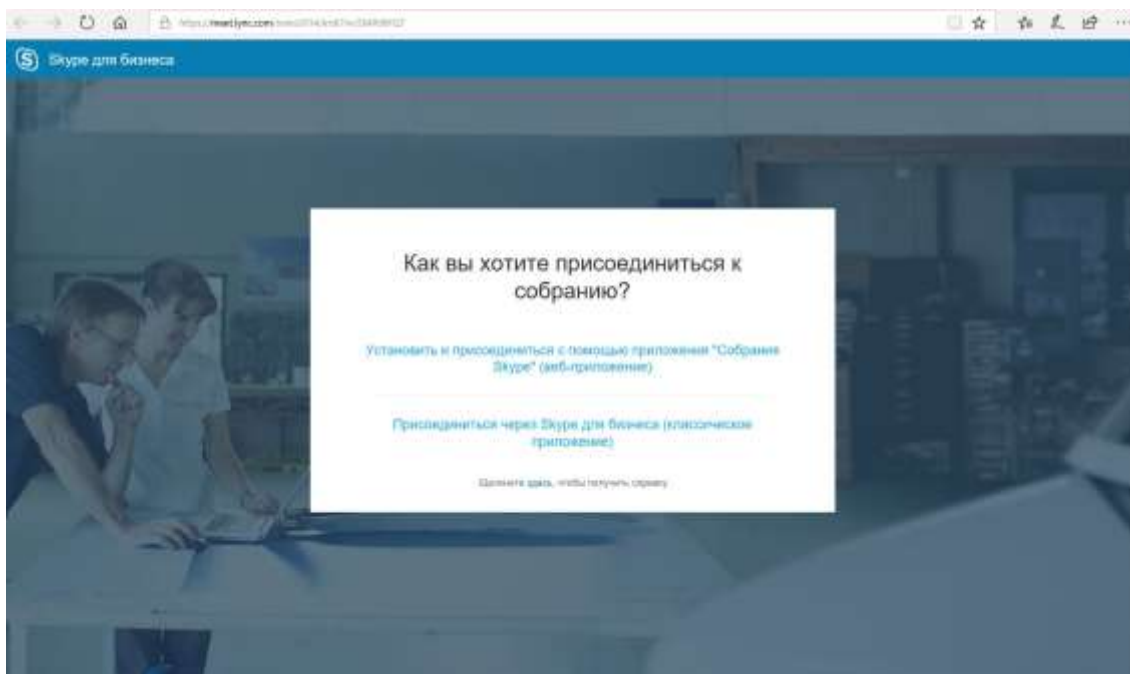 Skype для бизнеса
Как вы хотите присоединиться к
собранию?
Установить и присоединиться с помощью приложения "Собрания
Skype" (веб-приложение)
Присоединиться через Skype для бизнеса (классическое
приложение)
Щелкните здесь, чтобы получить справку